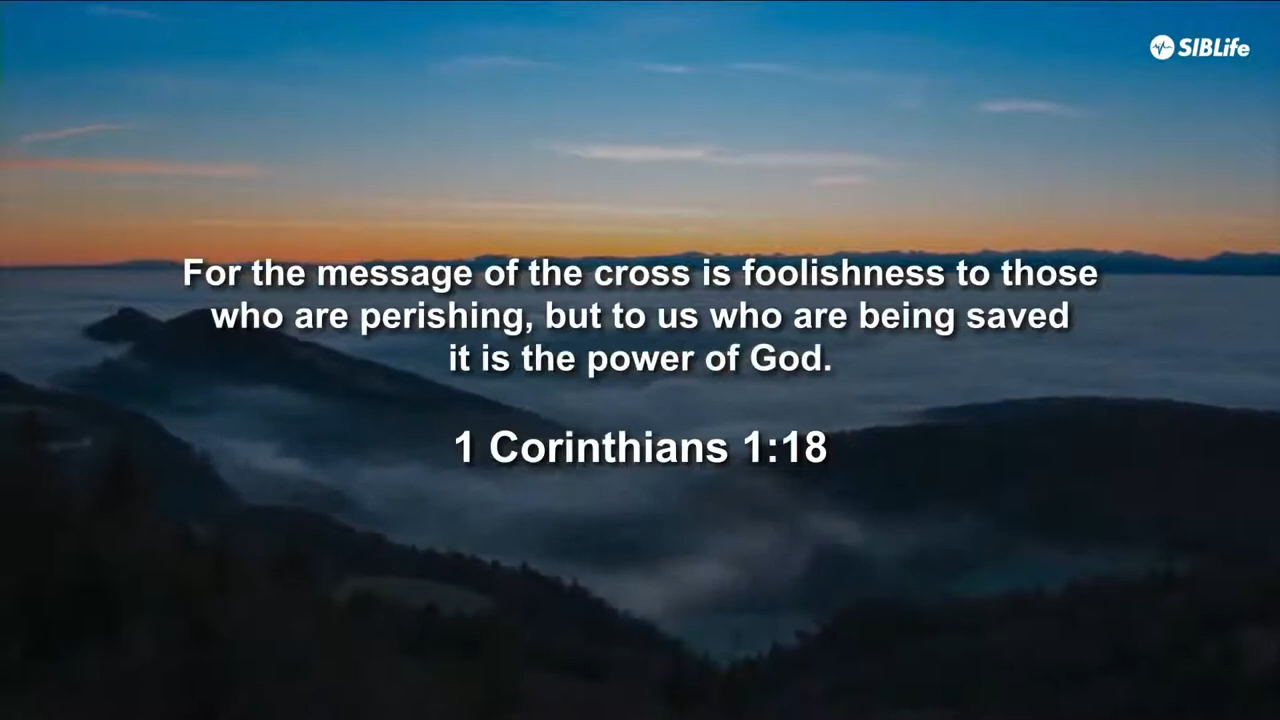 SIBLife
For the message of the cross is foolishness to those
who are perishing, but to us who are being saved
it is the power of God.
1 Corinthians 1:18